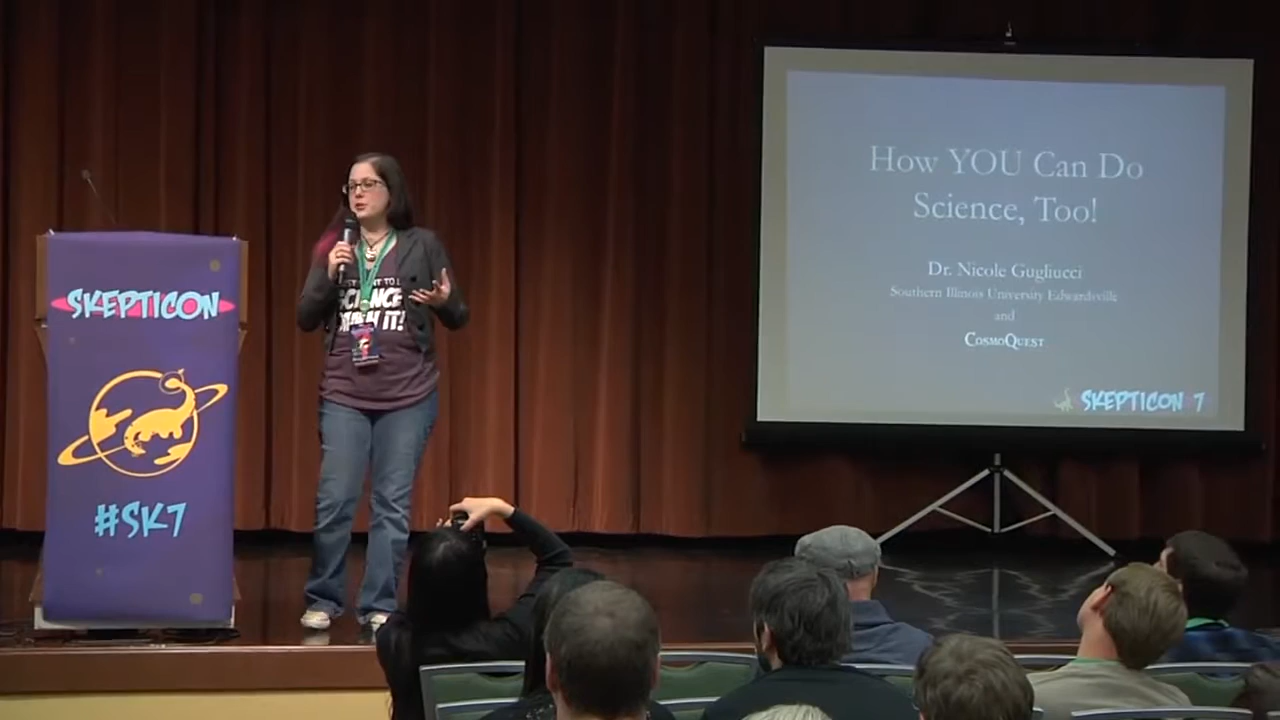 SKEPTICON
#SK7
SCIENCE
IT!
How YOU Can Do
Science, Too!
Dr. Nicole Gugliucci
Southern Illinois University Edwardsville
and
CosmoQuest
SKEPTICON 7